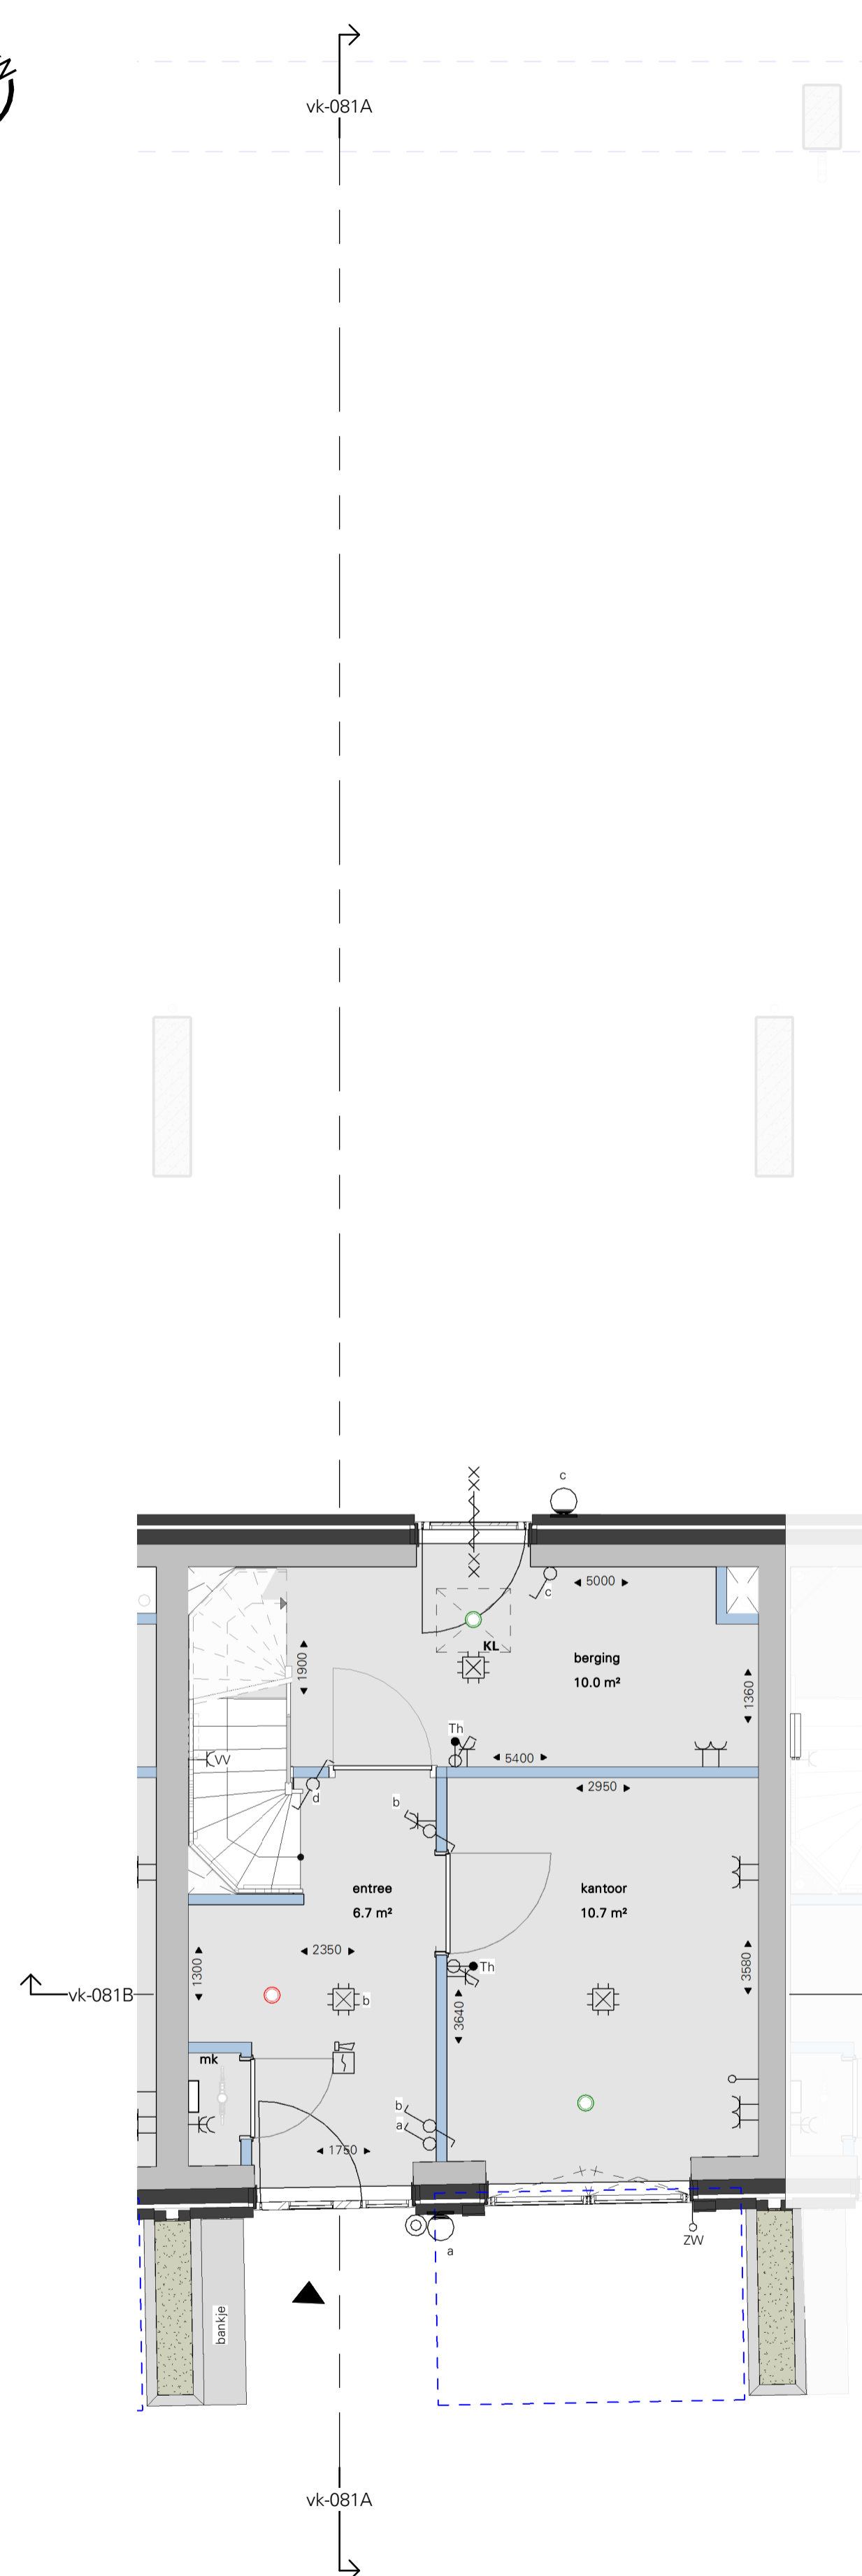 vk-081A
c
c
5000
KL
berging
10.0 m²
1900
1360
Th
VV
5400
2950
d
b
entree
6.7 m²
kantoor
10.7 m²
2350
1300
Th
3580
vk-081B
b
3640
mk
b
a
1750
ZW
a
bankje
vk-081A